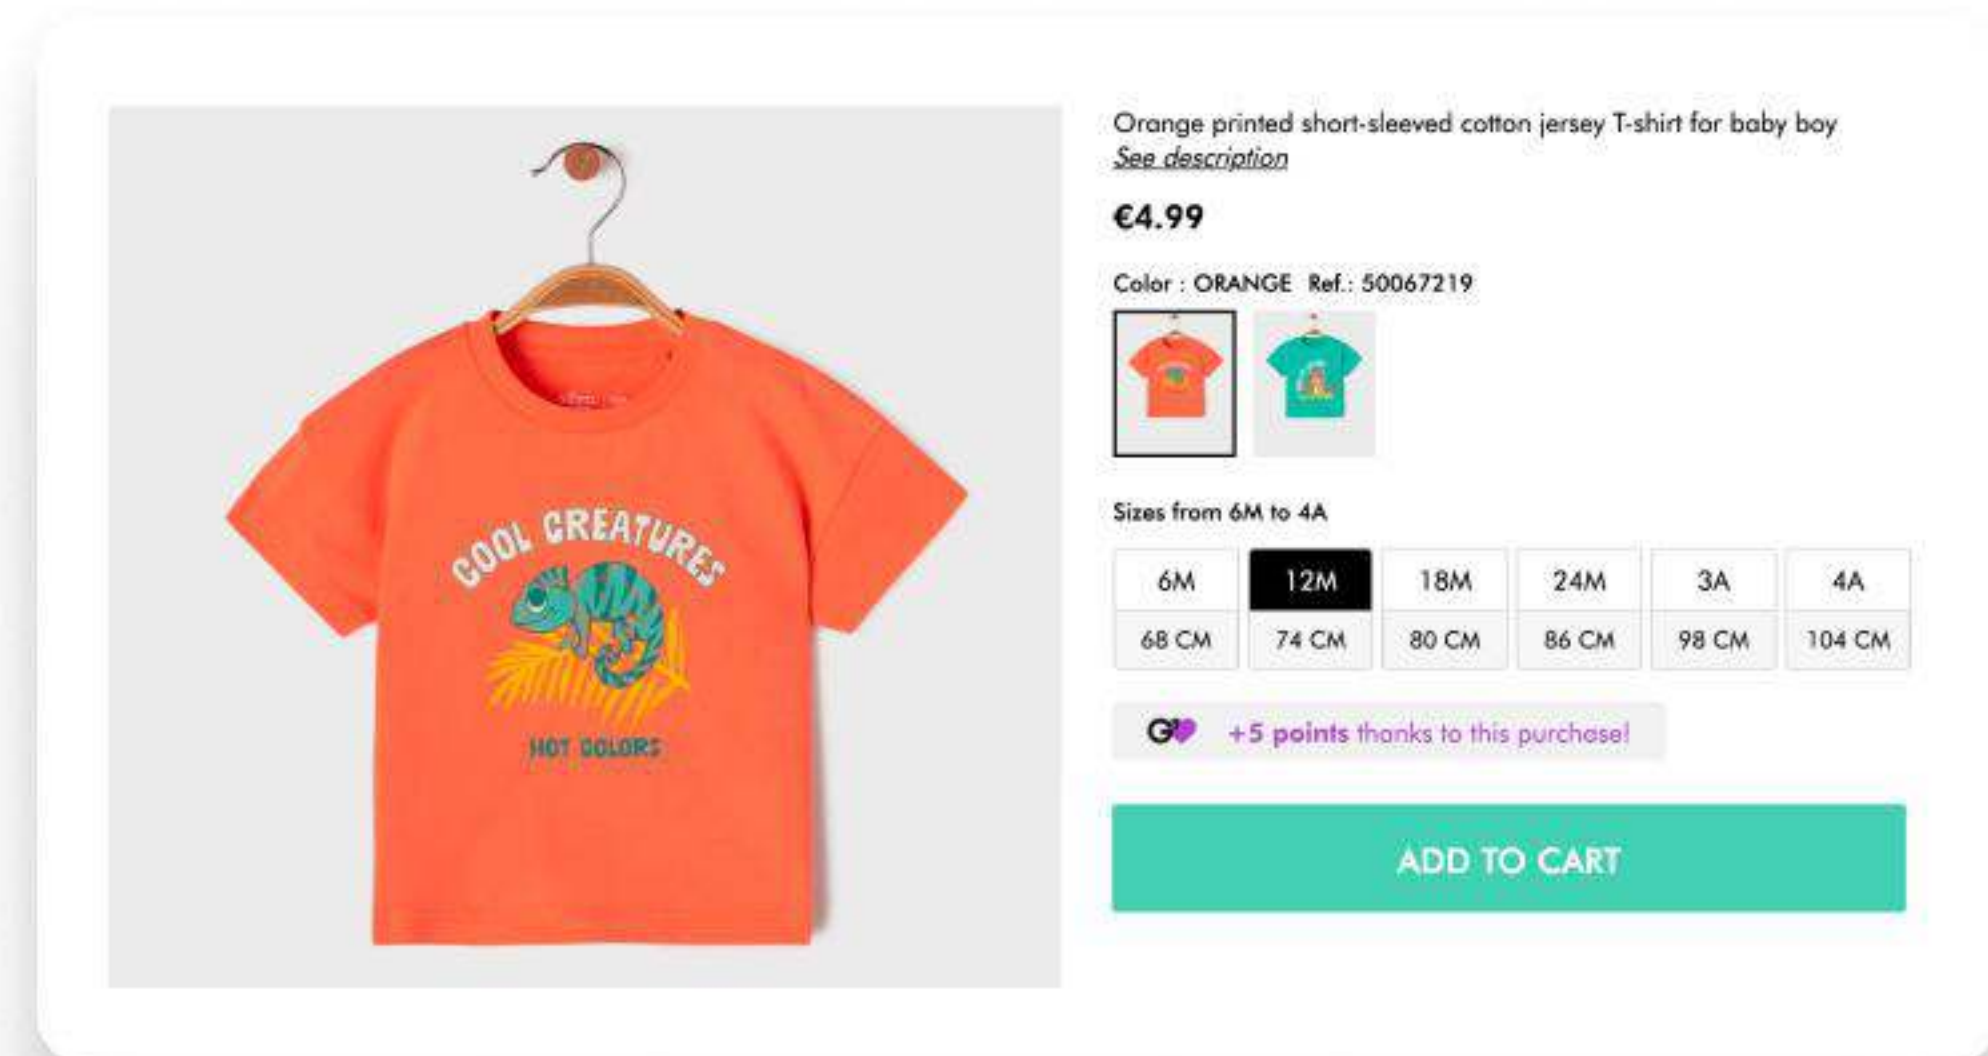 Orange printed short-sleeved cotton jersey T-shirt for baby boy
See description
€4.99
Color : ORANGE Ref.: 50067219
Sizes from 6M to 4A
6M 12M 18M 24M 3A 4A
68 CM 74 CM 80 CM 86 CM 98 CM 104 CM
+5 points thanks to this purchase!
ADD TO CART
COOL CREATURES
HOT COLORS